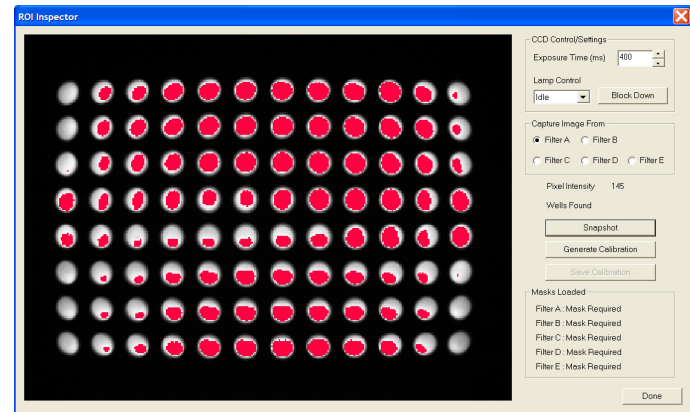 ROI Inspector
CCD Control/Settings
Exposure Time (ms) 400
Lamp Control
Idle Block Down
Capture Image From
Filter A Filter B
Filter C Filter D Filter E
Pixel Intensity 145
Wells Found
Snapshot
Generate Calibration
Save Calibration
Masks Loaded
Filter A : Mask Required
Filter B : Mask Required
Filter C : Mask Required
Filter D : Mask Required
Filter E : Mask Required
Done